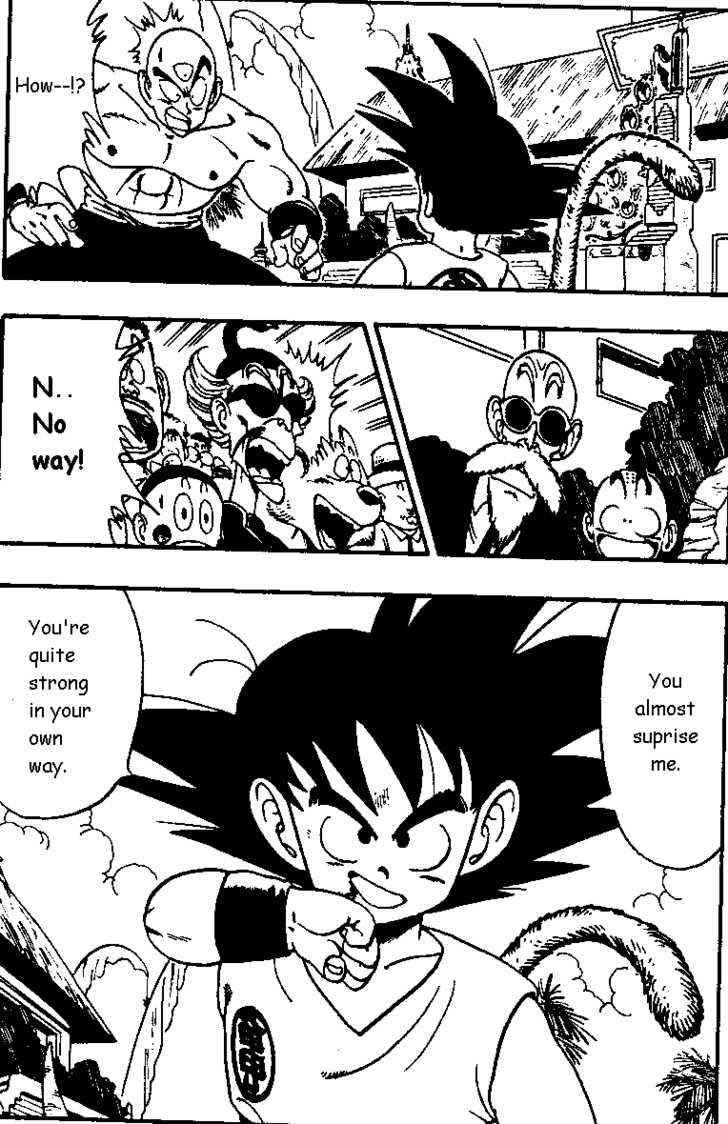 How--!?
N..
No
way!
You
almost
suprise
me.
You're
quite
strong
in your
own
way.